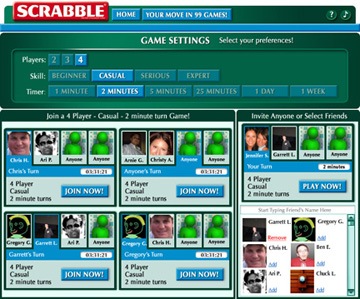 SCRABBLE HOME YOUR MOVE IN 99 GAMES! ? ♪
GAME SETTINGS Select your preferences!
Players: 2 3 4
Skill: BEGINNER CASUAL SERIOUS EXPERT
Timer: 1 MINUTE 2 MINUTES 5 MINUTES 25 MINUTES 1 DAY 1 WEEK
Join a 4 Player - Casual - 2 minute turn Game!
Chris H. Ari P. Anyone Anyone
Chris's Turn 03:31:21
4 Player
Casual
2 minute turns
JOIN NOW!
Arnie G. Christy A. Anyone Anyone
Anyone's Turn 03:31:21
4 Player
Casual
2 minute turns
JOIN NOW!
Gregory G. Garrett L. Anyone Anyone
Garrett's Turn 03:31:21
4 Player
Casual
2 minute turns
JOIN NOW!
Gregory G. Chris H. Anyone Anyone
Gregory's Turn 03:31:21
4 Player
Casual
2 minute turns
JOIN NOW!
Invite Anyone or Select Friends
Jennifer L. Garrett L. Anyone Anyone
Your Turn 2 minutes
4 Player
Casual
2 minute turns
PLAY NOW!
Start Typing Friend's Name Here
Garrett L. Remove
Gregory G. Add
Chris H. Add
Ben E. Add
Ari P. Add
Chuck L. Add